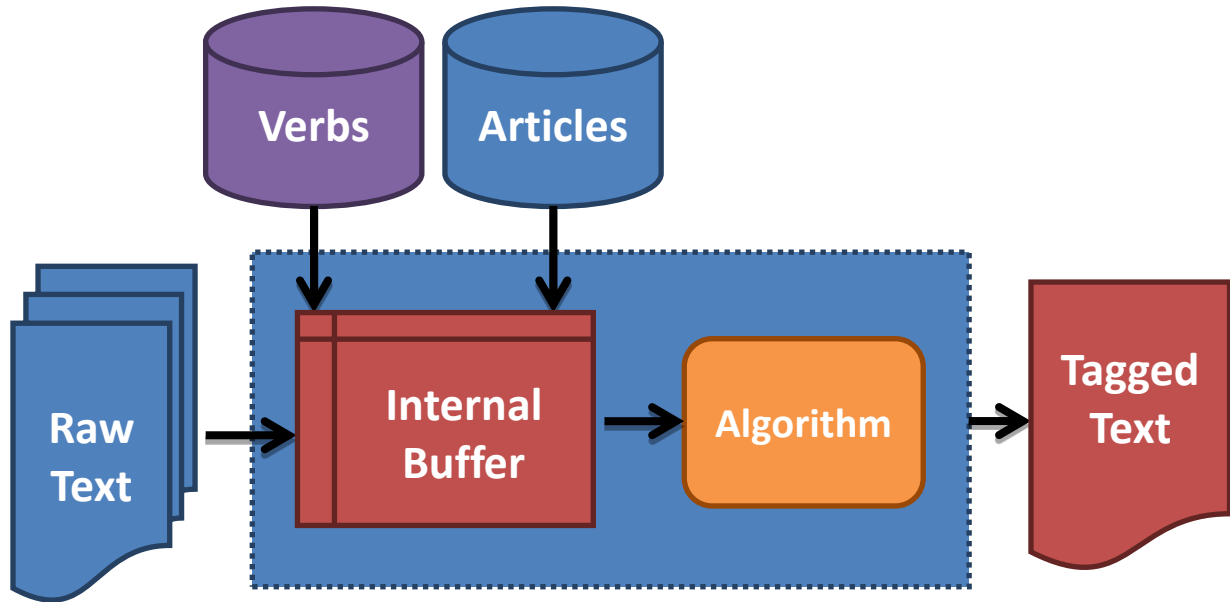 Verbs
Articles
Raw
Text
Internal
Buffer
Algorithm
Tagged
Text